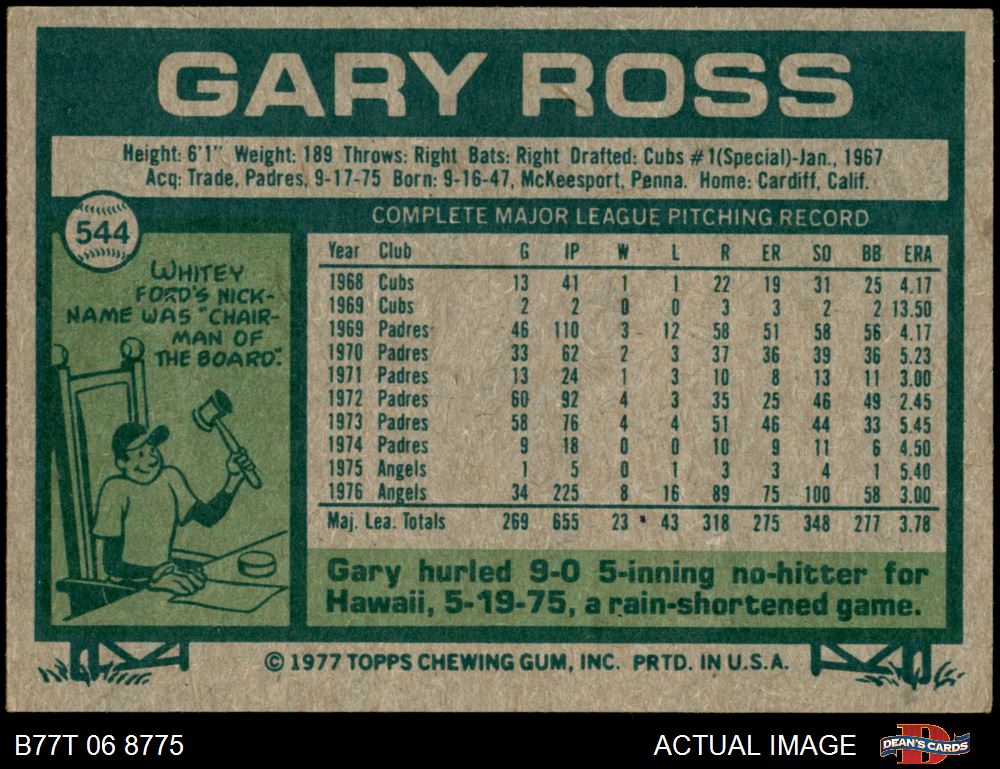 GARY ROSS
Height: 6'1" Weight: 189 Throws: Right Bats: Right Drafted: Cubs #1(Special)-Jan., 1967
Acq: Trade, Padres, 9-17-75 Born: 9-16-47, McKeesport, Penna. Home: Cardiff, Calif.
544
WHITEY
FORD'S NICK-
NAME WAS "CHAIR-
MAN OF
THE BOARD".
COMPLETE MAJOR LEAGUE PITCHING RECORD
Year Club G IP W L R ER SO BB ERA
1968 Cubs 13 41 1 1 22 19 31 25 4.17
1969 Cubs 2 2 0 0 3 3 2 2 13.50
1969 Padres 46 110 3 12 58 51 58 56 4.17
1970 Padres 33 62 2 3 37 36 39 36 5.23
1971 Padres 13 24 1 3 10 8 13 11 3.00
1972 Padres 60 92 4 3 35 25 46 49 2.45
1973 Padres 58 76 4 4 51 46 44 33 5.45
1974 Padres 9 18 0 0 10 9 11 6 4.50
1975 Angels 1 5 0 1 3 3 4 1 5.40
1976 Angels 34 225 8 16 89 75 100 58 3.00
Maj. Lea. Totals 269 655 23 43 318 275 348 277 3.78
Gary hurled 9-0 5-inning no-hitter for
Hawaii, 5-19-75, a rain-shortened game.
© 1977 TOPPS CHEWING GUM, INC. PRTD. IN U.S.A.
B77T 06 8775
ACTUAL IMAGE
D
DEAN'S CARDS